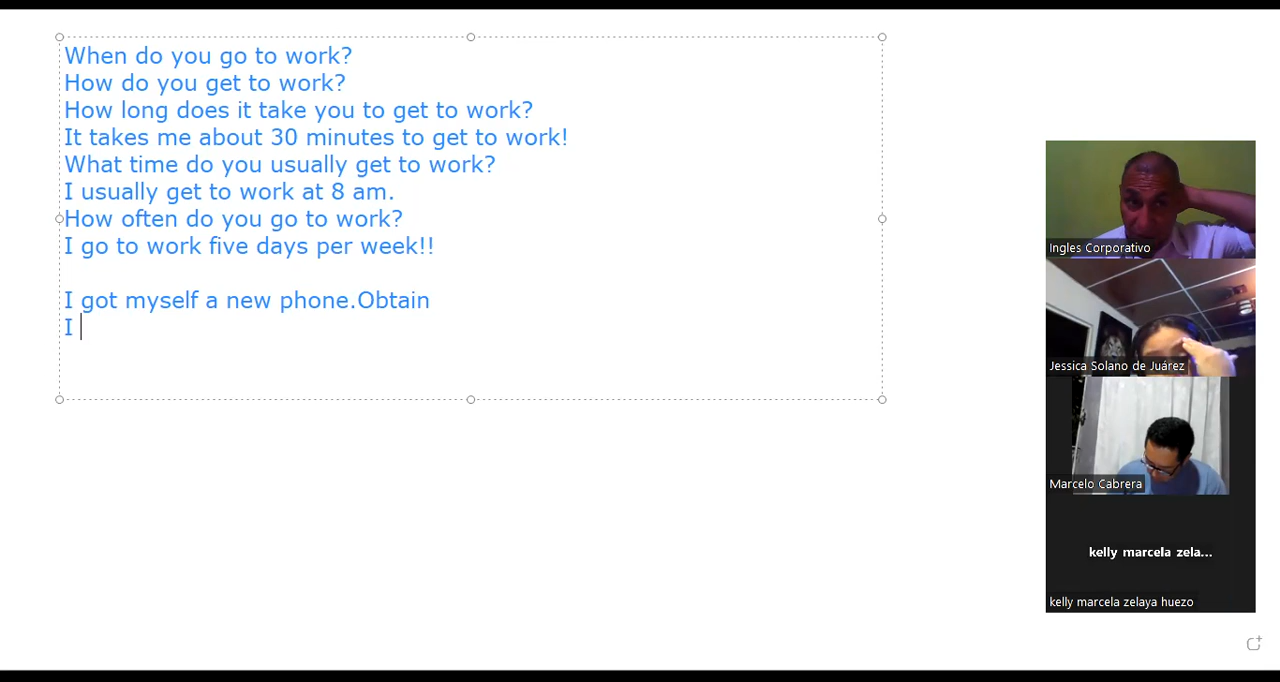 When do you go to work?
How do you get to work?
How long does it take you to get to work?
It takes me about 30 minutes to get to work!
What time do you usually get to work?
I usually get to work at 8 am.
How often do you go to work?
I go to work five days per week!!
I got myself a new phone.Obtain
I
Ingles Corporativo
Jessica Solano de Juárez
Marcelo Cabrera
kelly marcela zela...
kelly marcela zelaya huezo